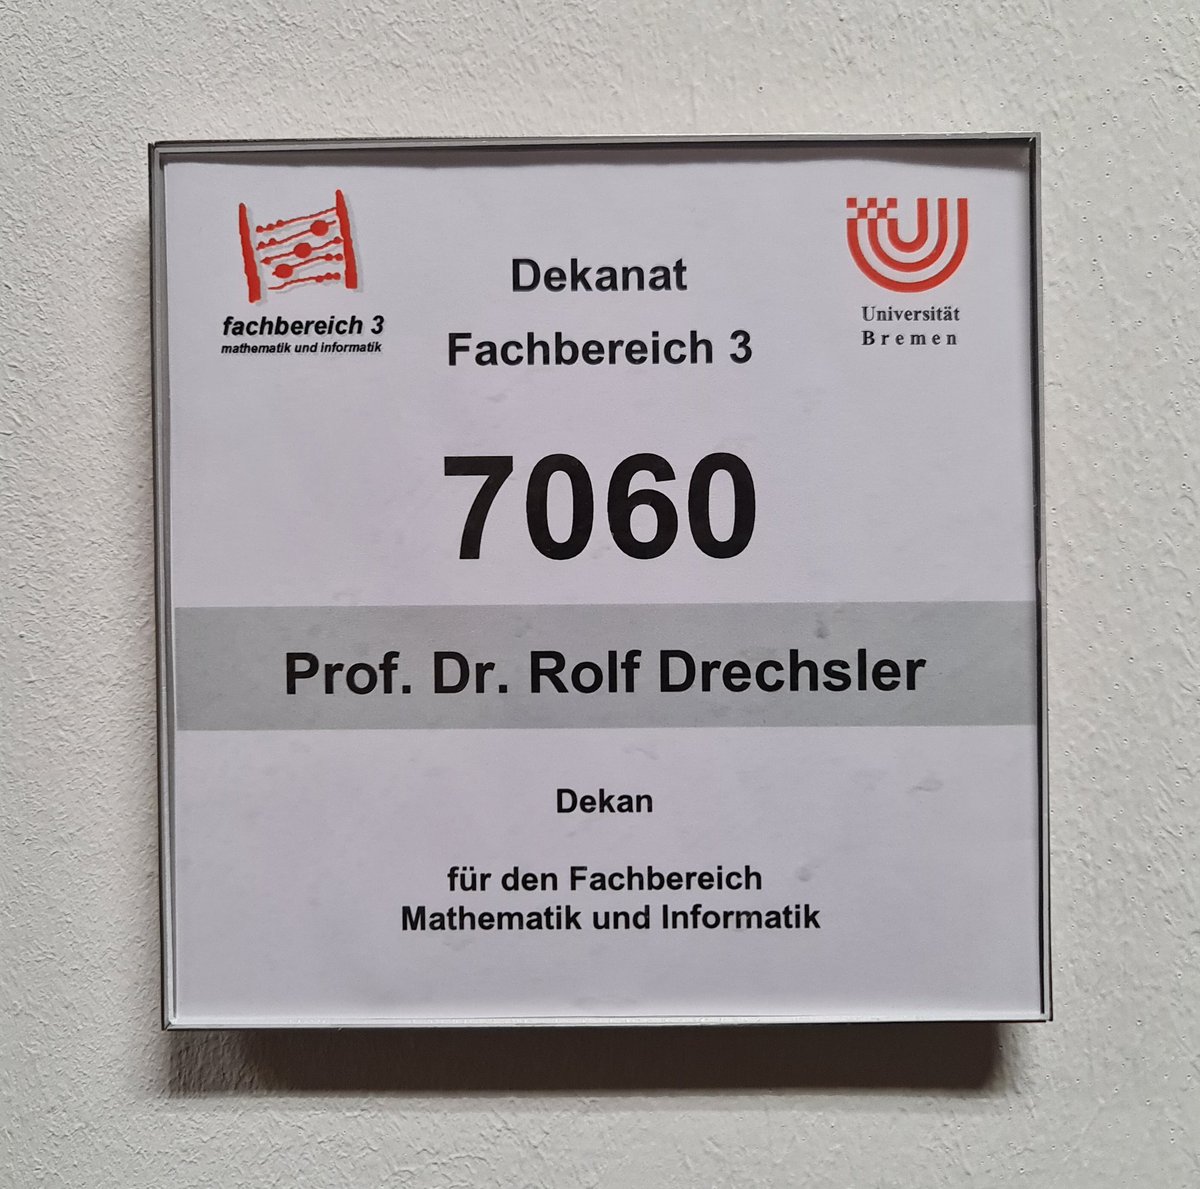 fachbereich 3
mathematik und informatik
Dekanat
Fachbereich 3
Universität
Bremen
7060
Prof. Dr. Rolf Drechsler
Dekan
für den Fachbereich
Mathematik und Informatik